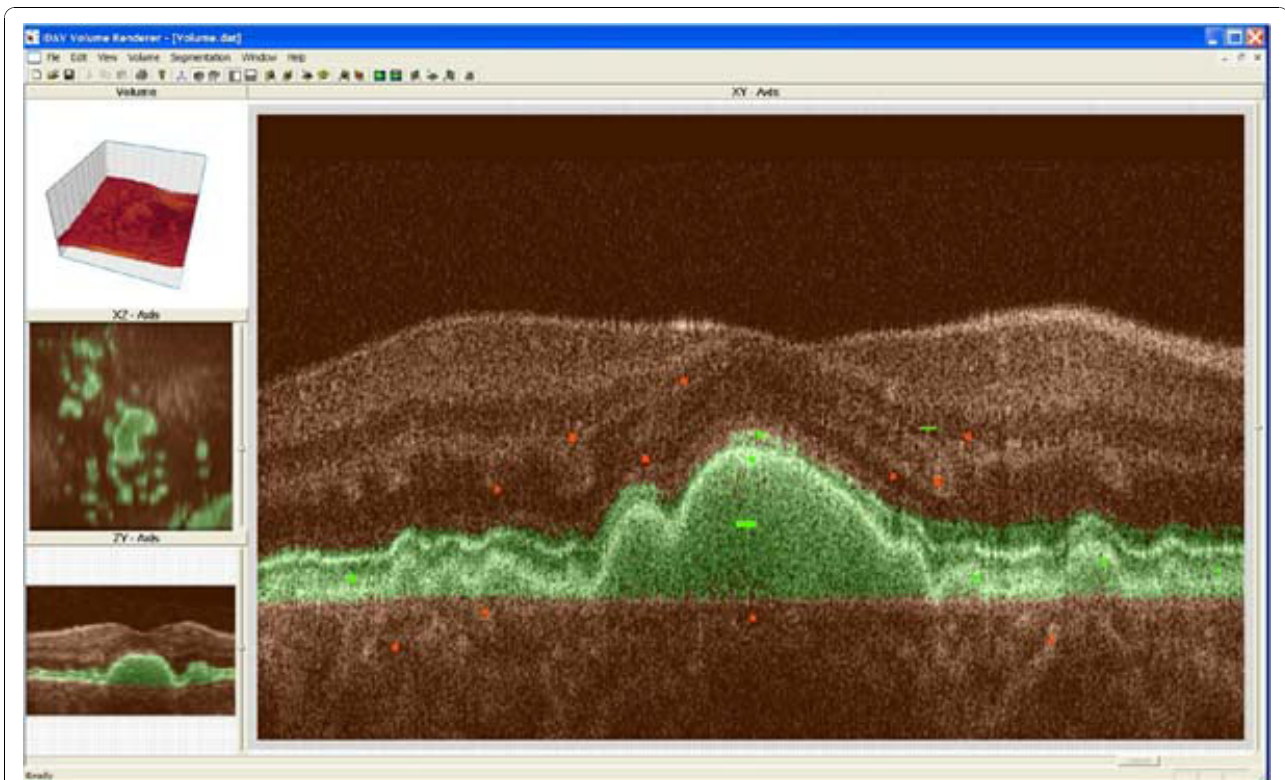 IDAV Volume Renderer - [Volume.dat]
File Edit View Volume Segmentation Window Help
Volume
XY - Axis
XZ - Axis
ZY - Axis
Ready